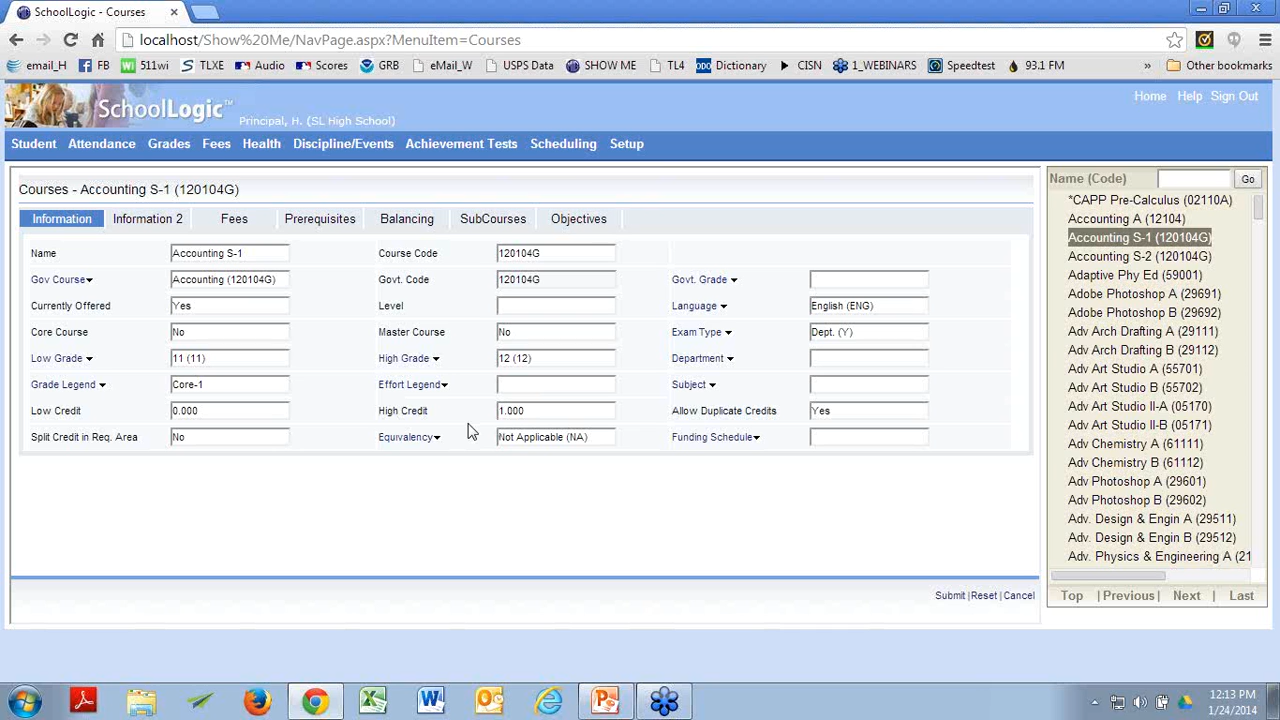 SchoolLogic - Courses
localhost/Show%20Me/NavPage.aspx?MenuItem=Courses
email_H FB 511wi TLXE Audio Scores GRB eMail_W USPS Data SHOW ME TL4 Dictionary CISN 1_WEBINARS Speedtest 93.1 FM » Other bookmarks
SchoolLogic™
Principal, H. (SL High School)
Home Help Sign Out
Student Attendance Grades Fees Health Discipline/Events Achievement Tests Scheduling Setup
Courses - Accounting S-1 (120104G)
Information Information 2 Fees Prerequisites Balancing SubCourses Objectives
Name Accounting S-1 Course Code 120104G
Gov Course Accounting (120104G) Govt. Code 120104G Govt. Grade
Currently Offered Yes Level Language English (ENG)
Core Course No Master Course No Exam Type Dept. (Y)
Low Grade 11 (11) High Grade 12 (12) Department
Grade Legend Core-1 Effort Legend Subject
Low Credit 0.000 High Credit 1.000 Allow Duplicate Credits Yes
Split Credit in Req. Area No Equivalency Not Applicable (NA) Funding Schedule
Submit |Reset |Cancel
Name (Code) Go
*CAPP Pre-Calculus (02110A)
Accounting A (12104)
Accounting S-1 (120104G)
Accounting S-2 (120104G)
Adaptive Phy Ed (59001)
Adobe Photoshop A (29691)
Adobe Photoshop B (29692)
Adv Arch Drafting A (29111)
Adv Arch Drafting B (29112)
Adv Art Studio A (55701)
Adv Art Studio B (55702)
Adv Art Studio II-A (05170)
Adv Art Studio II-B (05171)
Adv Chemistry A (61111)
Adv Chemistry B (61112)
Adv Photoshop A (29601)
Adv Photoshop B (29602)
Adv. Design & Engin A (29511)
Adv. Design & Engin B (29512)
Adv. Physics & Engineering A (21
Top | Previous | Next | Last
12:13 PM
1/24/2014